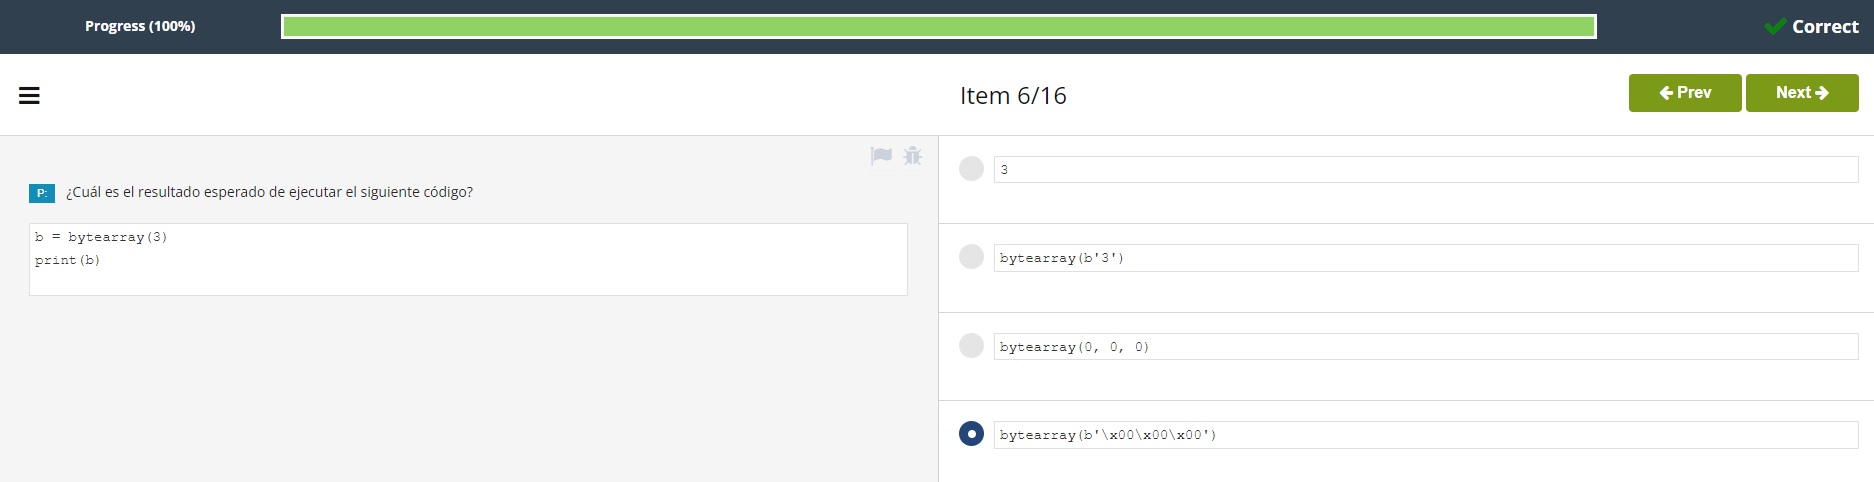 Progress (100%)
Correct
Item 6/16
Prev
Next
P:
¿Cuál es el resultado esperado de ejecutar el siguiente código?
b = bytearray(3)
print(b)
3
bytearray(b'3')
bytearray(0, 0, 0)
bytearray(b'\x00\x00\x00')